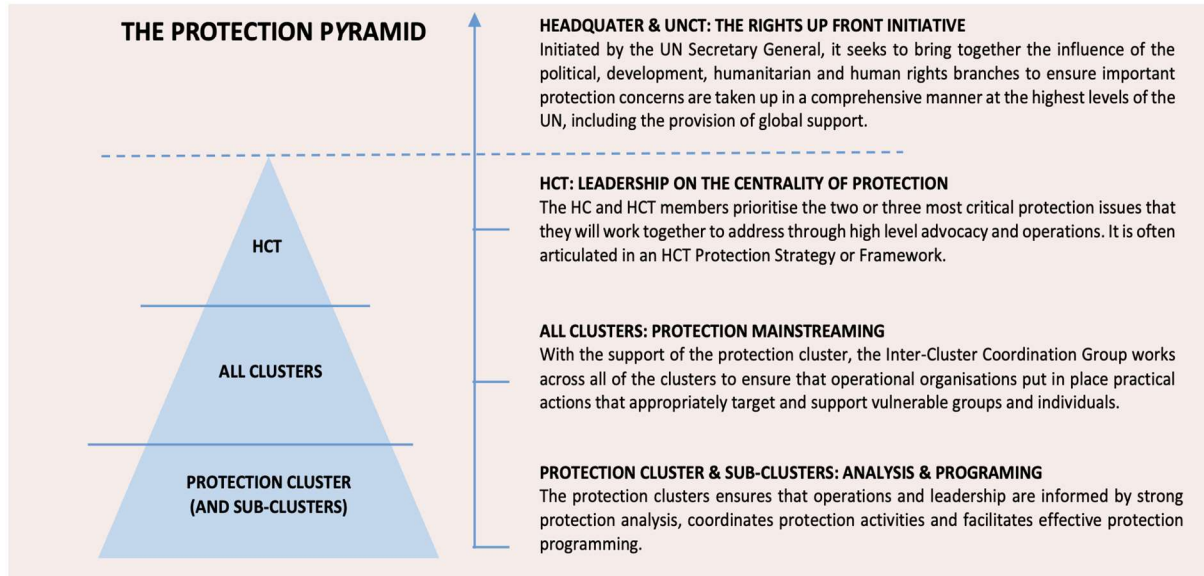 THE PROTECTION PYRAMID
HCT
ALL CLUSTERS
PROTECTION CLUSTER
(AND SUB-CLUSTERS)
HEADQUATER & UNCT: THE RIGHTS UP FRONT INITIATIVE
Initiated by the UN Secretary General, it seeks to bring together the influence of the
political, development, humanitarian and human rights branches to ensure important
protection concerns are taken up in a comprehensive manner at the highest levels of the
UN, including the provision of global support.
HCT: LEADERSHIP ON THE CENTRALITY OF PROTECTION
The HC and HCT members prioritise the two or three most critical protection issues that
they will work together to address through high level advocacy and operations. It is often
articulated in an HCT Protection Strategy or Framework.
ALL CLUSTERS: PROTECTION MAINSTREAMING
With the support of the protection cluster, the Inter-Cluster Coordination Group works
across all of the clusters to ensure that operational organisations put in place practical
actions that appropriately target and support vulnerable groups and individuals.
PROTECTION CLUSTER & SUB-CLUSTERS: ANALYSIS & PROGRAMING
The protection clusters ensures that operations and leadership are informed by strong
protection analysis, coordinates protection activities and facilitates effective protection
programming.